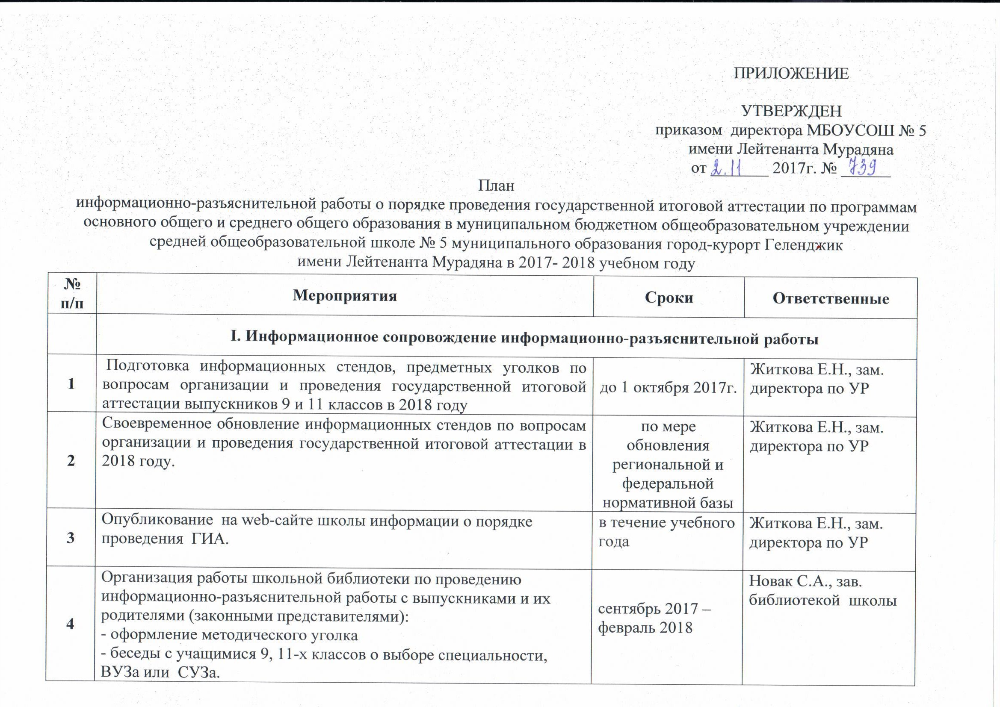 ПРИЛОЖЕНИЕ
УТВЕРЖДЕН
приказом директора МБОУСОШ № 5
имени Лейтенанта Мурадяна
от 2.11 2017г. № 739
План
информационно-разъяснительной работы о порядке проведения государственной итоговой аттестации по программам
основного общего и среднего общего образования в муниципальном бюджетном общеобразовательном учреждении
средней общеобразовательной школе № 5 муниципального образования город-курорт Геленджик
имени Лейтенанта Мурадяна в 2017- 2018 учебном году
№
п/п
Мероприятия
Сроки
Ответственные
I. Информационное сопровождение информационно-разъяснительной работы
1
Подготовка информационных стендов, предметных уголков по
вопросам организации и проведения государственной итоговой
аттестации выпускников 9 и 11 классов в 2018 году
до 1 октября 2017г.
Житкова Е.Н., зам.
директора по УР
2
Своевременное обновление информационных стендов по вопросам
организации и проведения государственной итоговой аттестации в
2018 году.
по мере
обновления
региональной и
федеральной
нормативной базы
Житкова Е.Н., зам.
директора по УР
3
Опубликование на web-сайте школы информации о порядке
проведения ГИА.
в течение учебного
года
Житкова Е.Н., зам.
директора по УР
4
Организация работы школьной библиотеки по проведению
информационно-разъяснительной работы с выпускниками и их
родителями (законными представителями):
- оформление методического уголка
- беседы с учащимися 9, 11-х классов о выборе специальности,
ВУЗа или СУЗа.
сентябрь 2017 –
февраль 2018
Новак С.А., зав.
библиотекой школы